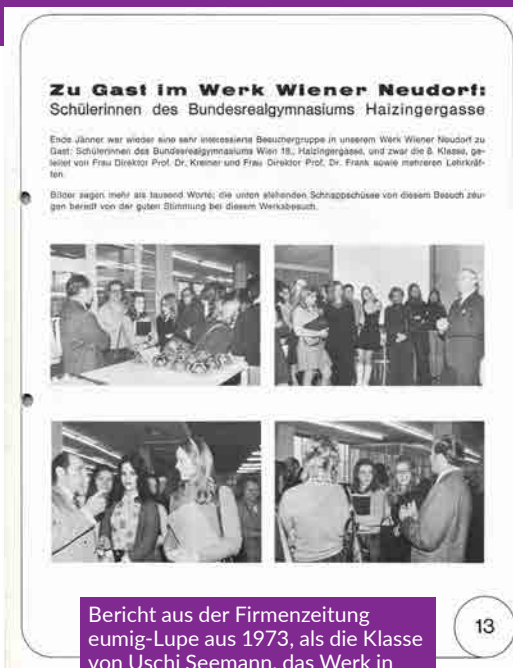 Zu Gast im Werk Wiener Neudorf:
Schülerinnen des Bundesrealgymnasiums Haizingergasse
Ende Jänner war wieder eine sehr interessierte Besuchergruppe in unserem Werk Wiener Neudorf zu
Gast: Schülerinnen des Bundesrealgymnasiums Wien 18., Haizingergasse, und zwar die 8. Klasse, ge-
leitet von Frau Direktor Prof. Dr. Kreiner und Frau Direktor Prof. Dr. Frank sowie mehreren Lehrkräf-
ten.
Bilder sagen mehr als tausend Worte; die unten stehenden Schnappschüsse von diesem Besuch zeu-
gen beredt von der guten Stimmung bei diesem Werksbesuch.
Bericht aus der Firmenzeitung
eumig-Lupe aus 1973, als die Klasse
von Uschi Seemann, das Werk in
13